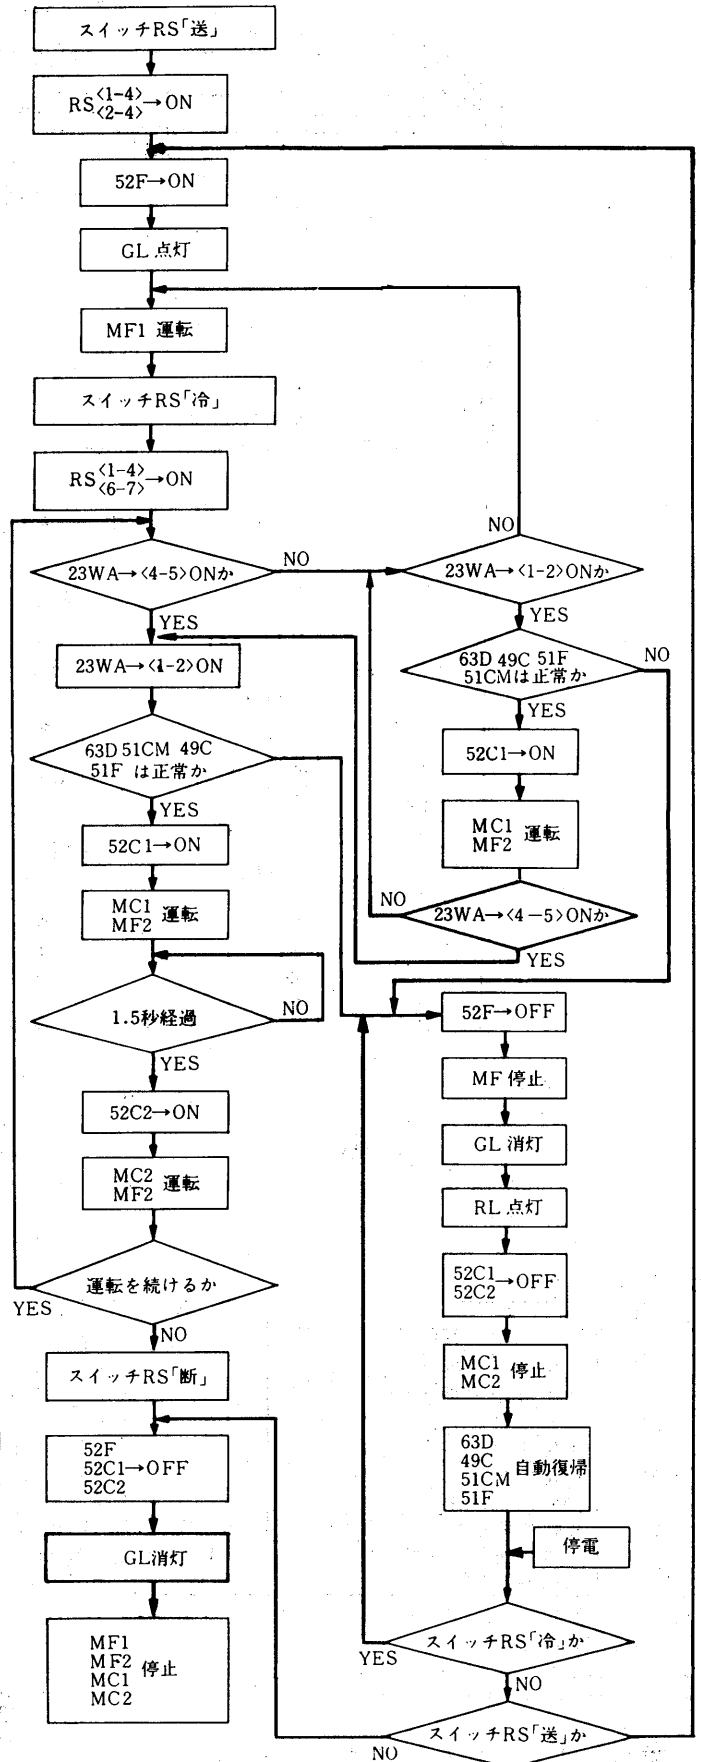 スイッチRS「送」
RS<1-4>→ON
<2-4>
52F→ON
GL 点灯
MF1 運転
スイッチRS「冷」
RS<1-4>→ON
<6-7>
23WA→<4-5>ONか
NO
YES
23WA→<1-2>ON
63D 51CM 49C
51F は正常か
YES
52C1→ON
MC1
MF2 運転
1.5秒経過
NO
YES
52C2→ON
MC2
MF2 運転
運転を続けるか
YES
NO
スイッチRS「断」
52F
52C1→OFF
52C2
GL消灯
MF1
MF2
MC1
MC2
停止
NO
23WA→<1-2>ONか
YES
63D 49C 51F
51CMは正常か
NO
YES
52C1→ON
MC1
MF2 運転
NO
23WA→<4-5>ONか
YES
52F→OFF
MF 停止
GL 消灯
RL 点灯
52C1
52C2→OFF
MC1
MC2 停止
63D
49C
51CM
51F
自動復帰
停電
スイッチRS「冷」か
YES
NO
スイッチRS「送」か
NO